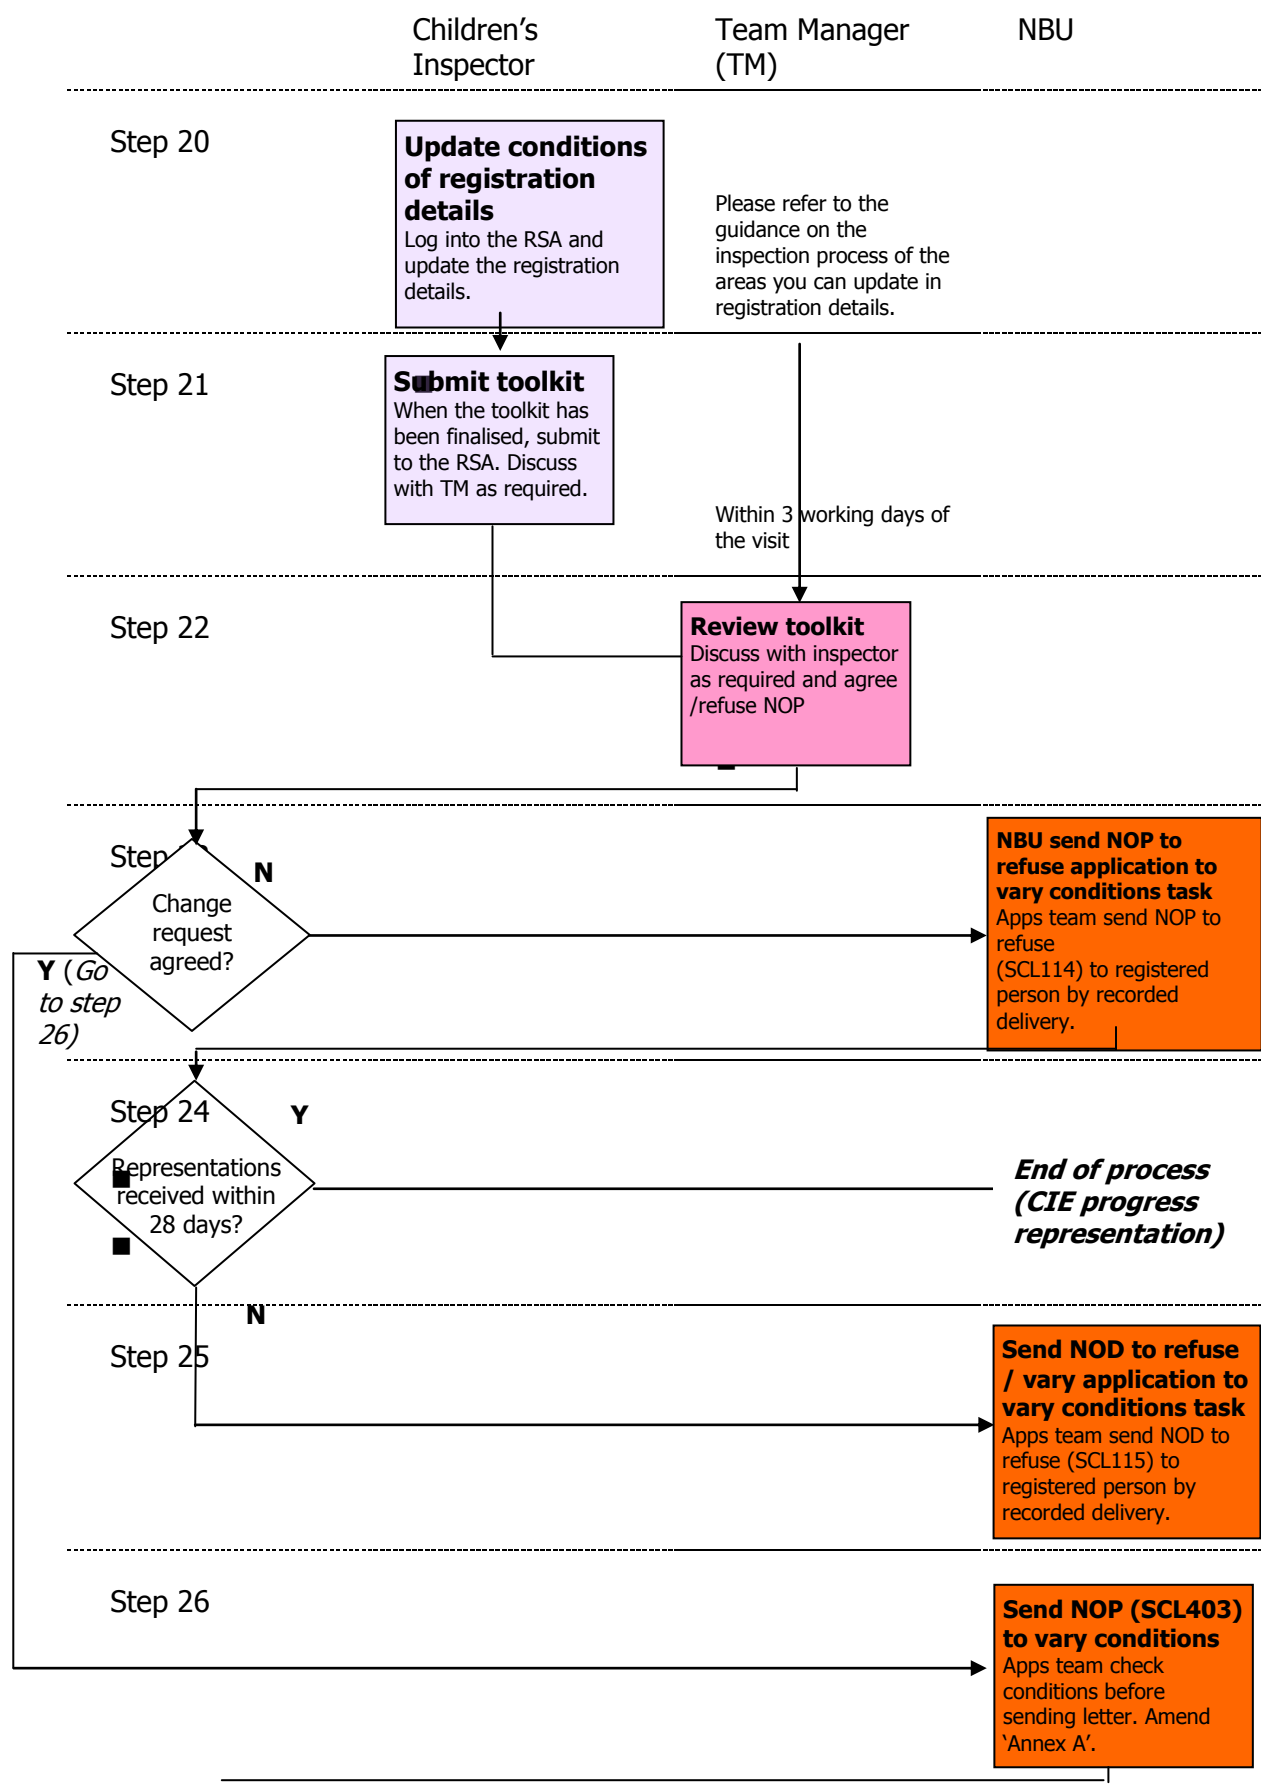 Children's
Inspector
Team Manager
(TM)
NBU
Step 20
Update conditions
of registration
details
Log into the RSA and
update the registration
details.
Please refer to the
guidance on the
inspection process of the
areas you can update in
registration details.
Step 21
Submit toolkit
When the toolkit has
been finalised, submit
to the RSA. Discuss
with TM as required.
Within 3 working days of
the visit
Step 22
Review toolkit
Discuss with inspector
as required and agree
/refuse NOP
Step
N
Change
request
agreed?
Y (Go
to step
26)
NBU send NOP to
refuse application to
vary conditions task
Apps team send NOP to
refuse
(SCL114) to registered
person by recorded
delivery.
Step 24
Y
Representations
received within
28 days?
End of process
(CIE progress
representation)
N
Step 25
Send NOD to refuse
/ vary application to
vary conditions task
Apps team send NOD to
refuse (SCL115) to
registered person by
recorded delivery.
Step 26
Send NOP (SCL403)
to vary conditions
Apps team check
conditions before
sending letter. Amend
‘Annex A’.